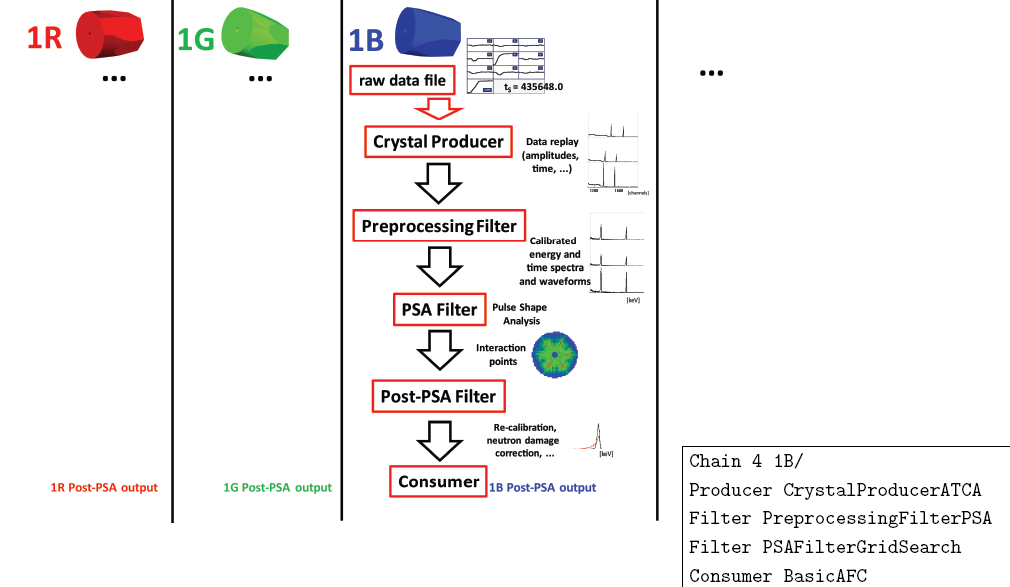 1R
1G
1B
...
...
...
raw data file
tS = 435648.0
Crystal Producer
Data replay
(amplitudes,
time, ...)
1200 1600 [channels]
Preprocessing Filter
Calibrated
energy and
time spectra
and waveforms
[keV]
PSA Filter
Pulse Shape
Analysis
Interaction
points
Post-PSA Filter
Re-calibration,
neutron damage
correction, ...
[keV]
Consumer
1R Post-PSA output
1G Post-PSA output
1B Post-PSA output
Chain 4 1B/
Producer CrystalProducerATCA
Filter PreprocessingFilterPSA
Filter PSAFilterGridSearch
Consumer BasicAFC